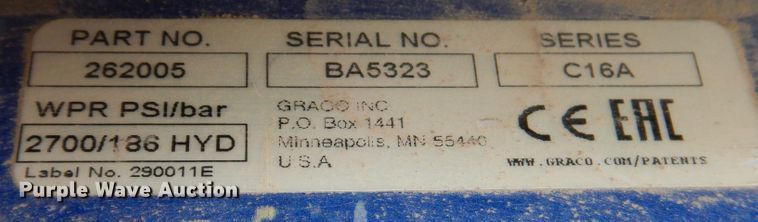 PART NO. SERIAL NO. SERIES
262005 BA5323 C16A
WPR PSI/bar
2700/186 HYD
Label No. 290011E
GRACO INC
P.O. Box 1441
Minneapolis, MN 55440
U.S.A
CE EAC
WWW.GRACO.COM/PATENTS
Purple Wave Auction